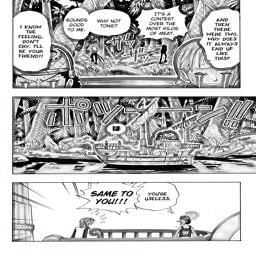 AND
THEN
THERE
WERE TWO.
WHY DOES
IT ALWAYS
END UP
LIKE
THIS?
IT'S A
CONTEST
OVER THE
MOST KILOS
OF MEAT.
WHY NOT
TONS?
SOUNDS
GOOD
TO ME.
I KNOW
THE
FEELING.
DON'T
CRY. I'LL
BE YOUR
FRIEND!!
YOU'RE
USELESS.
SAME TO
YOU!!!